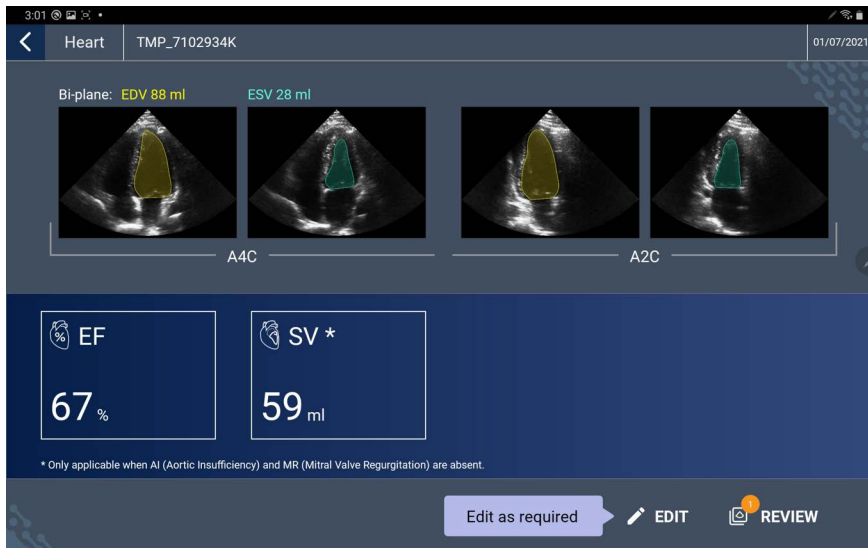 3:01
Heart
TMP_7102934K
01/07/2021
Bi-plane: EDV 88 ml
ESV 28 ml
A4C
A2C
% EF
67 %
SV *
59 ml
* Only applicable when AI (Aortic Insufficiency) and MR (Mitral Valve Regurgitation) are absent.
Edit as required
EDIT
1
REVIEW